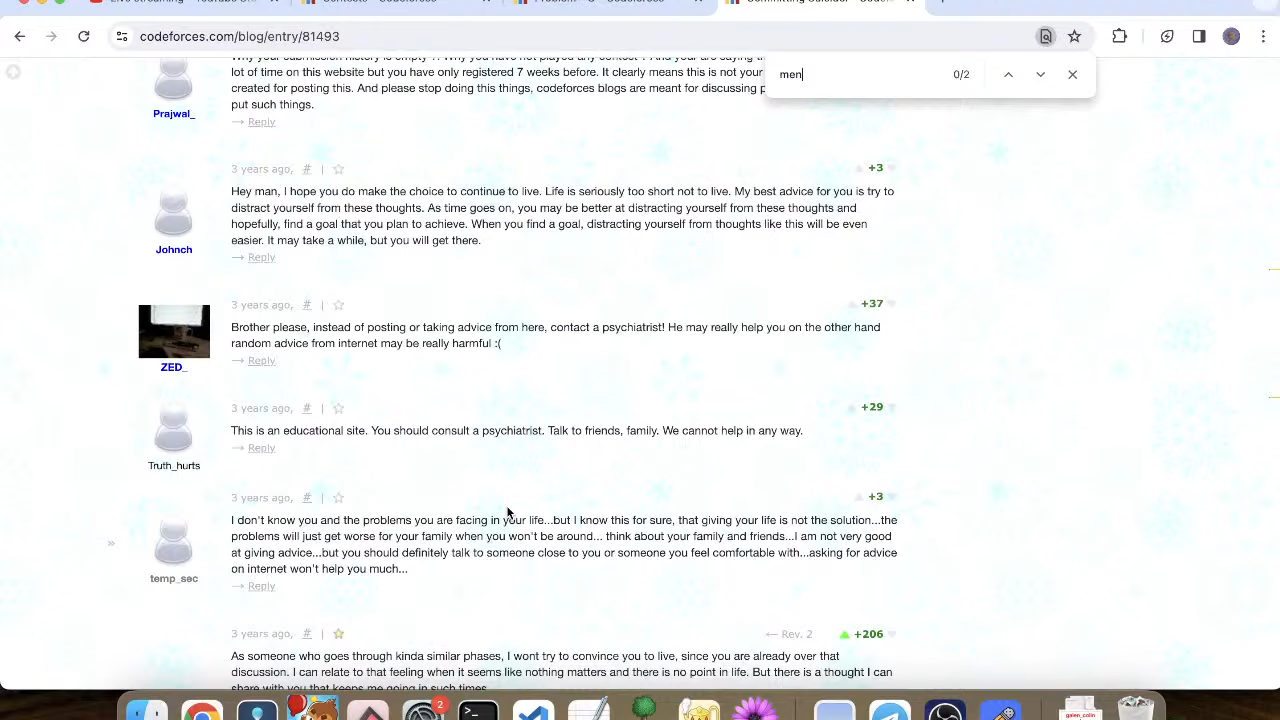 codeforces.com/blog/entry/81493
men
0/2
lot of time on this website but you have only registered 7 weeks before. It clearly means this is not your
created for posting this. And please stop doing this things, codeforces blogs are meant for discussing p
put such things.
Prajwal_
→ Reply
3 years ago, # |
+3
Hey man, I hope you do make the choice to continue to live. Life is seriously too short not to live. My best advice for you is try to
distract yourself from these thoughts. As time goes on, you may be better at distracting yourself from these thoughts and
hopefully, find a goal that you plan to achieve. When you find a goal, distracting yourself from thoughts like this will be even
easier. It may take a while, but you will get there.
Johnch
→ Reply
3 years ago, # |
+37
Brother please, instead of posting or taking advice from here, contact a psychiatrist! He may really help you on the other hand
random advice from internet may be really harmful :(
→ Reply
ZED_
3 years ago, # |
+29
This is an educational site. You should consult a psychiatrist. Talk to friends, family. We cannot help in any way.
→ Reply
Truth_hurts
3 years ago, # |
+3
I don't know you and the problems you are facing in your life...but I know this for sure, that giving your life is not the solution...the
problems will just get worse for your family when you won't be around... think about your family and friends...I am not very good
at giving advice...but you should definitely talk to someone close to you or someone you feel comfortable with...asking for advice
on internet won't help you much...
»
temp_sec
→ Reply
3 years ago, # |
← Rev. 2
+206
As someone who goes through kinda similar phases, I wont try to convince you to live, since you are already over that
discussion. I can relate to that feeling when it seems like nothing matters and there is no point in life. But there is a thought I can
share with you that keeps me going in such times.
2
galen_colin